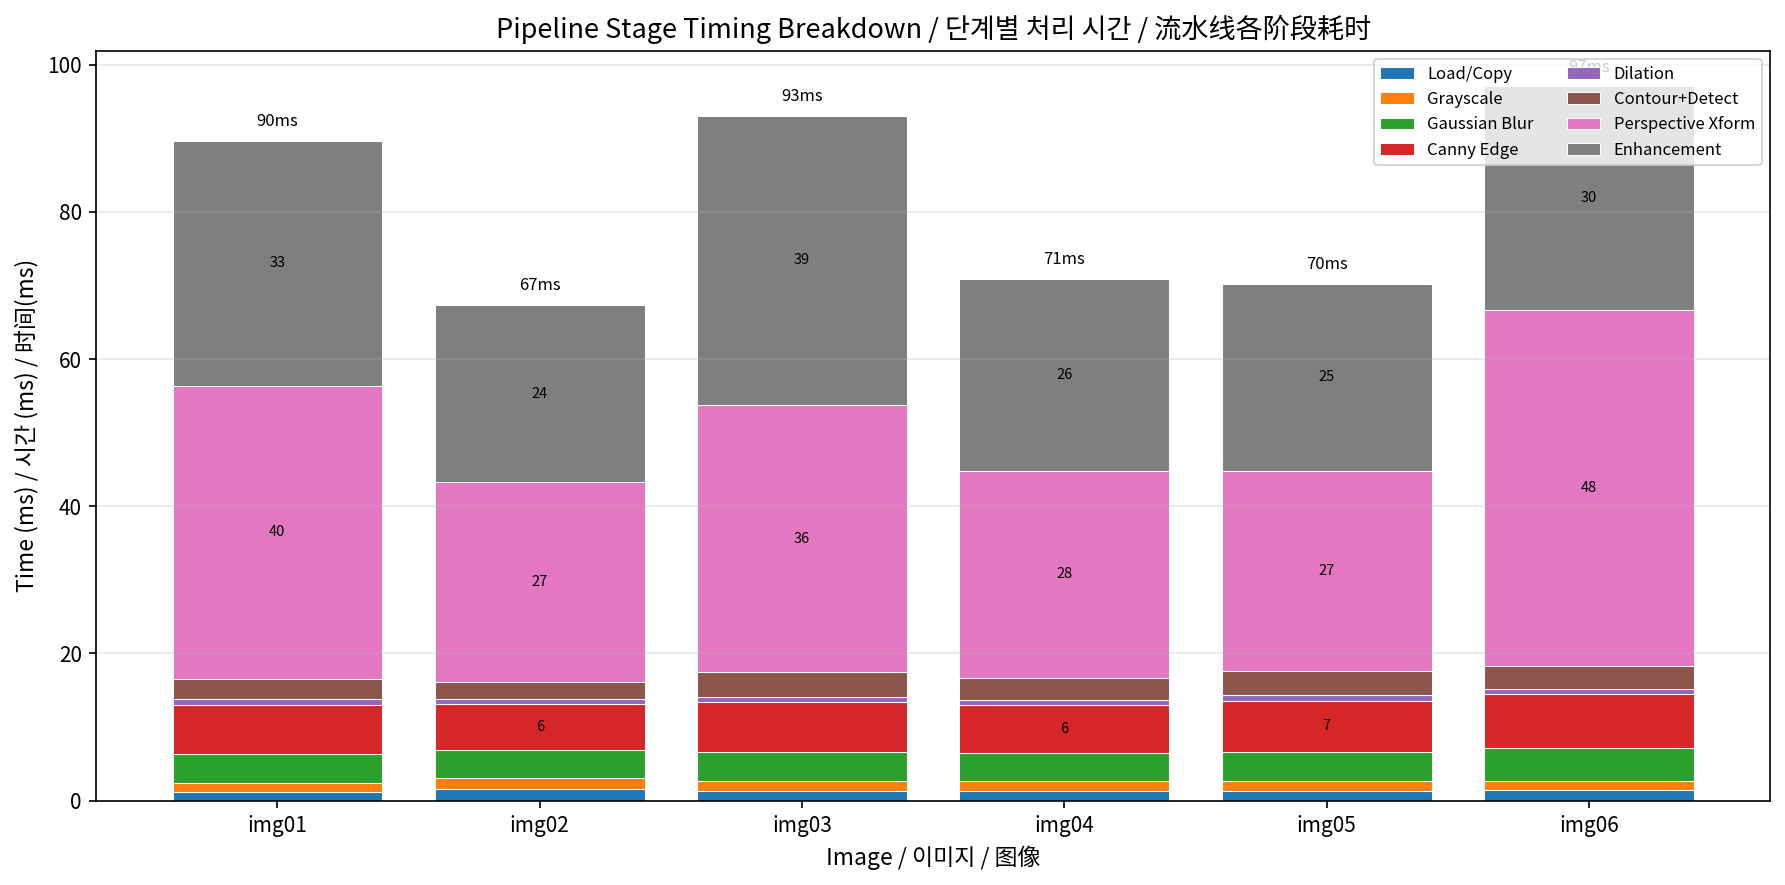 Pipeline Stage Timing Breakdown / 단계별 처리 시간 / 流水线各阶段耗时
Time (ms) / 시간 (ms) / 时间(ms)
100
80
60
40
20
0
Load/Copy
Grayscale
Gaussian Blur
Canny Edge
Dilation
Contour+Detect
Perspective Xform
Enhancement
90ms
33
40
67ms
24
27
6
93ms
39
36
71ms
26
28
6
70ms
25
27
7
97ms
30
48
img01
img02
img03
img04
img05
img06
Image / 이미지 / 图像